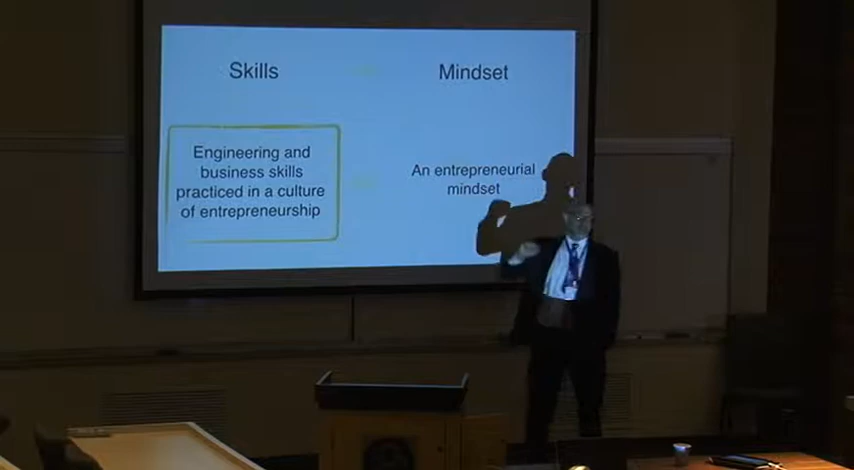 Skills
Mindset
Engineering and
business skills
practiced in a culture
of entrepreneurship
An entrepreneurial
mindset